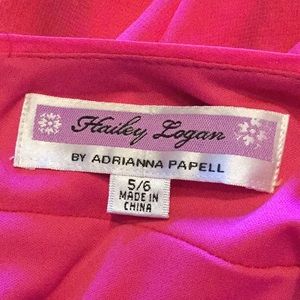 Hailey Logan
BY ADRIANNA PAPELL
5/6
MADE IN
CHINA